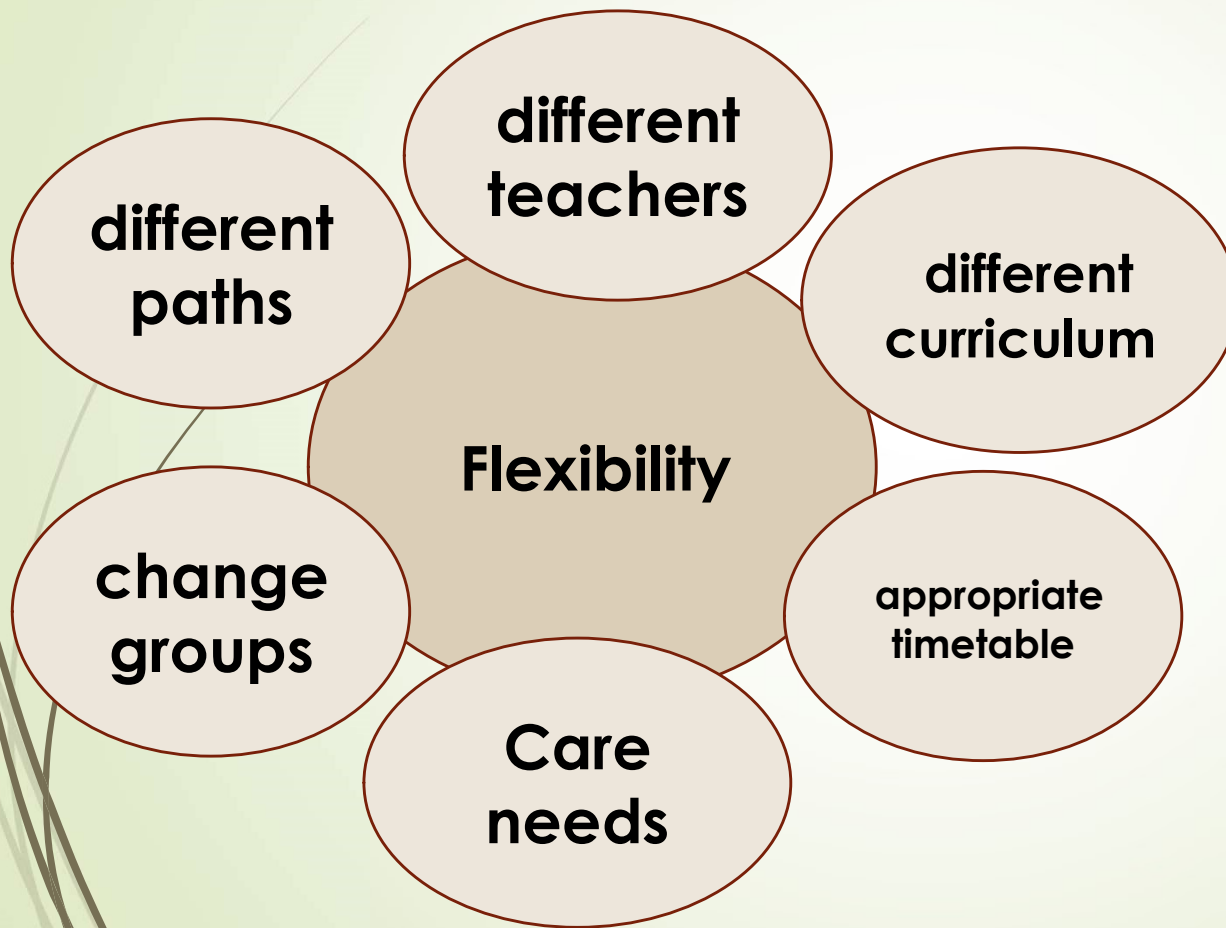 different
teachers
different
paths
different
curriculum
Flexibility
change
groups
appropriate
timetable
Care
needs